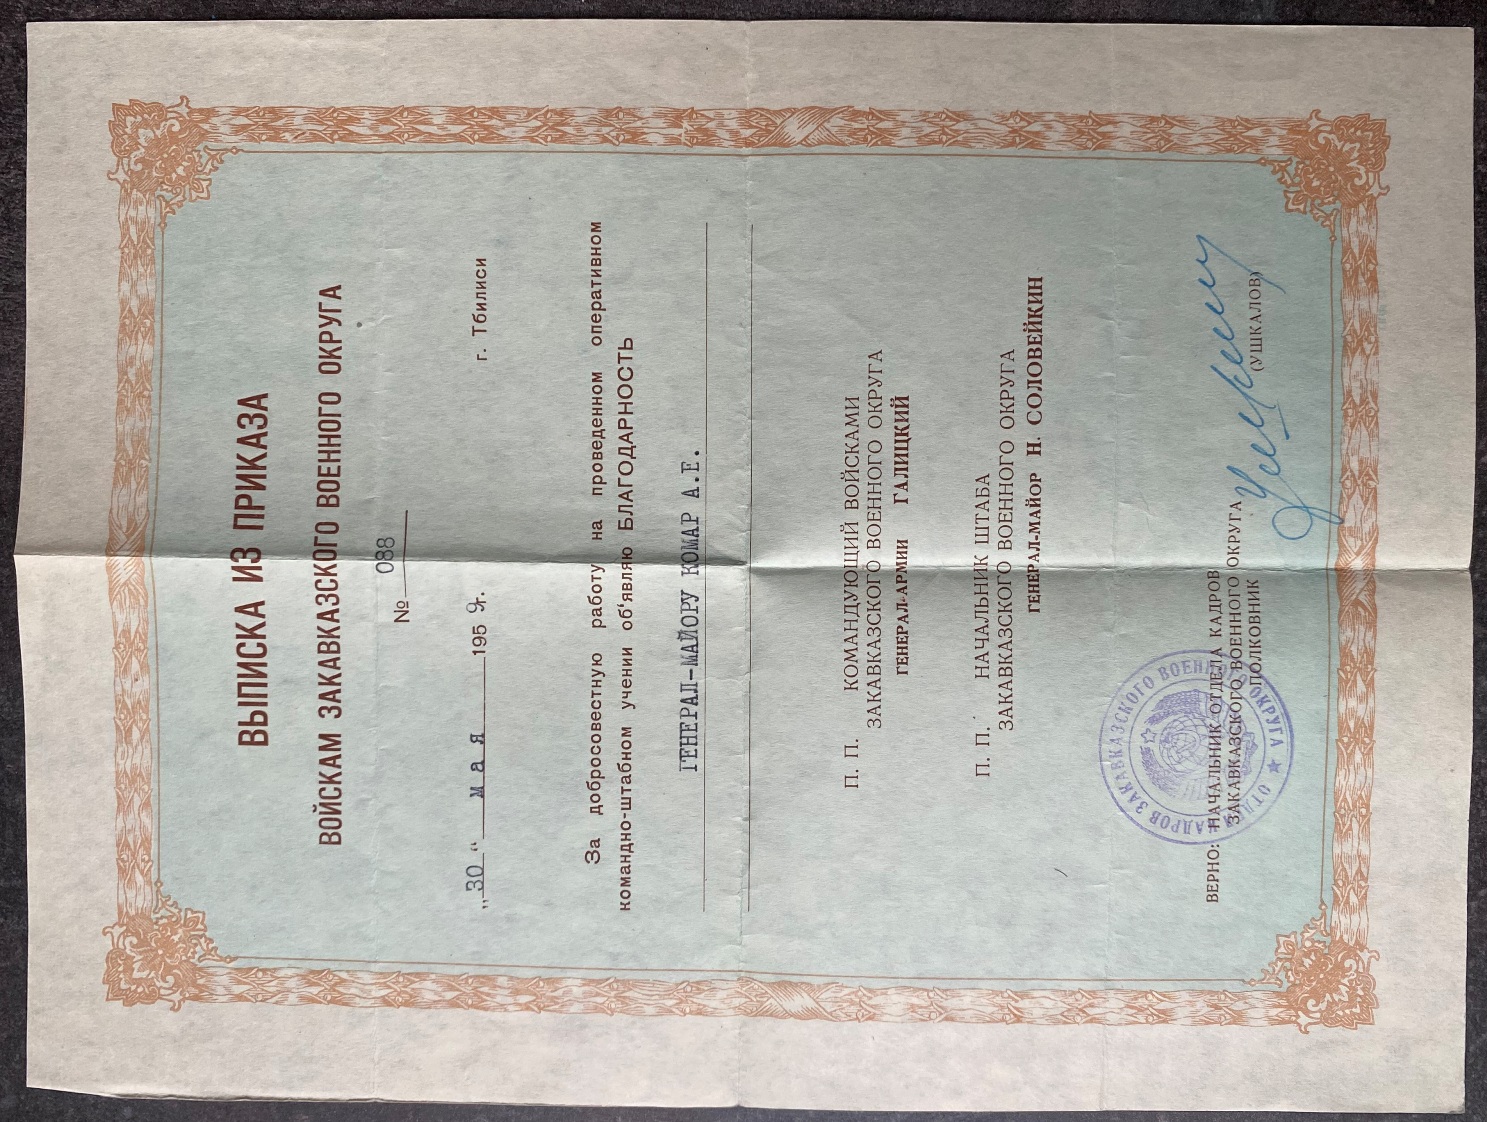 ВЫПИСКА ИЗ ПРИКАЗА
ВОЙСКАМ ЗАКАВКАЗСКОГО ВОЕННОГО ОКРУГА
№ 088
„30“ мая 1959г. г. Тбилиси
За добросовестную работу на проведенном оперативном
командно-штабном учении об'являю БЛАГОДАРНОСТЬ
ГЕНЕРАЛ-МАЙОРУ КОМАР А.Е.
П. П. КОМАНДУЮЩИЙ ВОЙСКАМИ
ЗАКАВКАЗСКОГО ВОЕННОГО ОКРУГА
ГЕНЕРАЛ-АРМИИ ГАЛИЦКИЙ
П. П. НАЧАЛЬНИК ШТАБА
ЗАКАВКАЗСКОГО ВОЕННОГО ОКРУГА
ГЕНЕРАЛ-МАЙОР Н. СОЛОВЕЙКИН
ВЕРНО: НАЧАЛЬНИК ОТДЕЛА КАДРОВ
ЗАКАВКАЗСКОГО ВОЕННОГО ОКРУГА
ПОЛКОВНИК (УШКАЛОВ)
ОТДЕЛ КАДРОВ ЗАКАВКАЗСКОГО ВОЕННОГО ОКРУГА